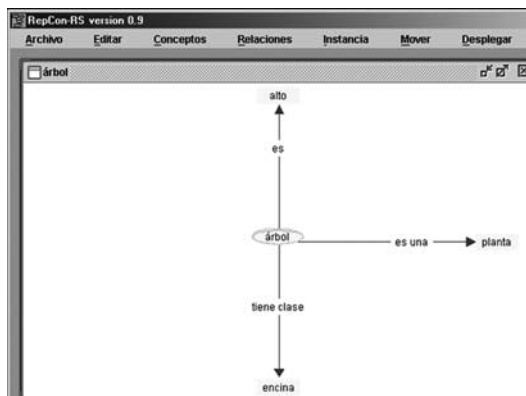 RepCon-RS version 0.9
Archivo Editar Conceptos Relaciones Instancia Mover Desplegar
árbol
alto
es
árbol
es una planta
tiene clase
encina